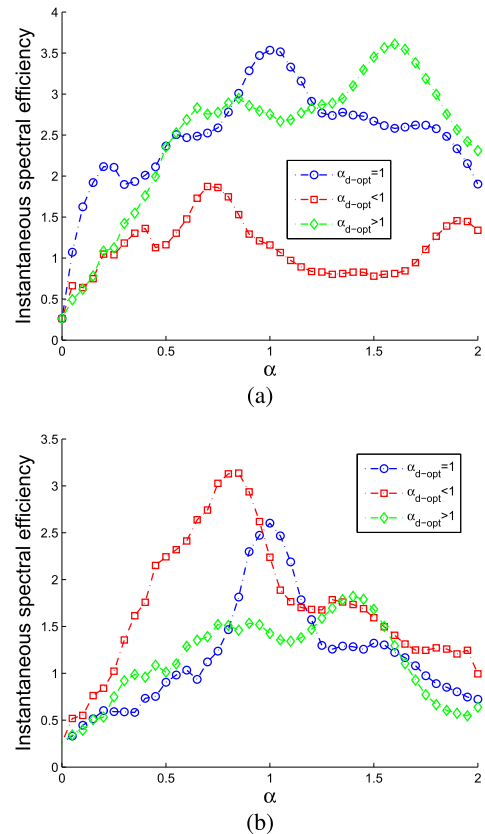 4
3.5
3
2.5
2
1.5
1
0.5
0
Instantaneous spectral efficiency
α_d-opt=1
α_d-opt<1
α_d-opt>1
0 0.5 1 1.5 2
α
(a)
3.5
3
2.5
2
1.5
1
0.5
0
Instantaneous spectral efficiency
α_d-opt=1
α_d-opt<1
α_d-opt>1
0 0.5 1 1.5 2
α
(b)